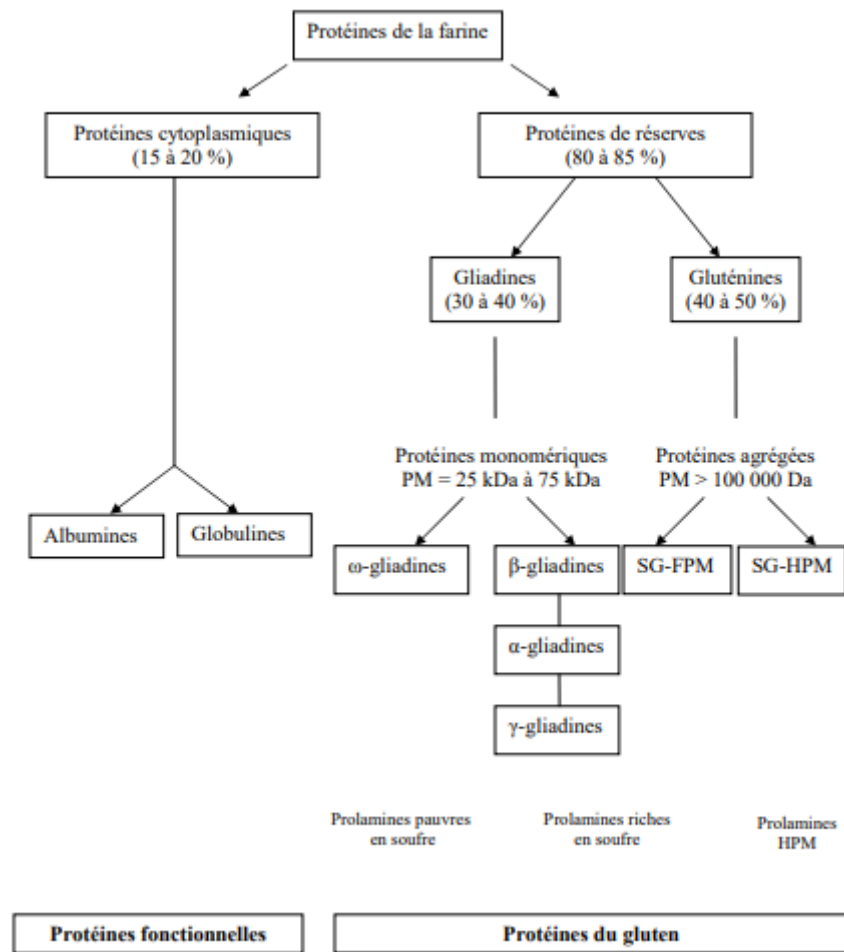 Protéines de la farine
Protéines cytoplasmiques
(15 à 20 %)
Protéines de réserves
(80 à 85 %)
Gliadines
(30 à 40 %)
Gluténines
(40 à 50 %)
Protéines monomériques
PM = 25 kDa à 75 kDa
Protéines agrégées
PM > 100 000 Da
Albumines
Globulines
ω-gliadines
β-gliadines
SG-FPM
SG-HPM
α-gliadines
γ-gliadines
Prolamines pauvres
en soufre
Prolamines riches
en soufre
Prolamines
HPM
Protéines fonctionnelles
Protéines du gluten